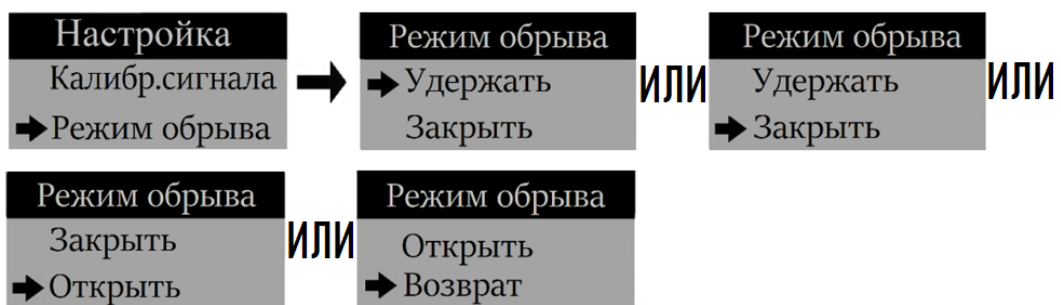 Настройка
Калибр.сигнала
Режим обрыва
Режим обрыва
Удержать
Закрыть
ИЛИ
Режим обрыва
Удержать
Закрыть
ИЛИ
Режим обрыва
Закрыть
Открыть
ИЛИ
Режим обрыва
Открыть
Возврат